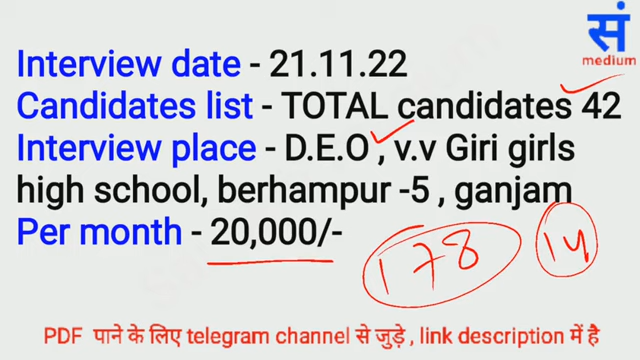 सं
medium
Interview date - 21.11.22
Candidates list - TOTAL candidates 42
Interview place - D.E.O , v.v Giri girls
high school, berhampur -5 , ganjam
Per month - 20,000/-
178
14
PDF पाने के लिए telegram channel से जुड़े , link description में है